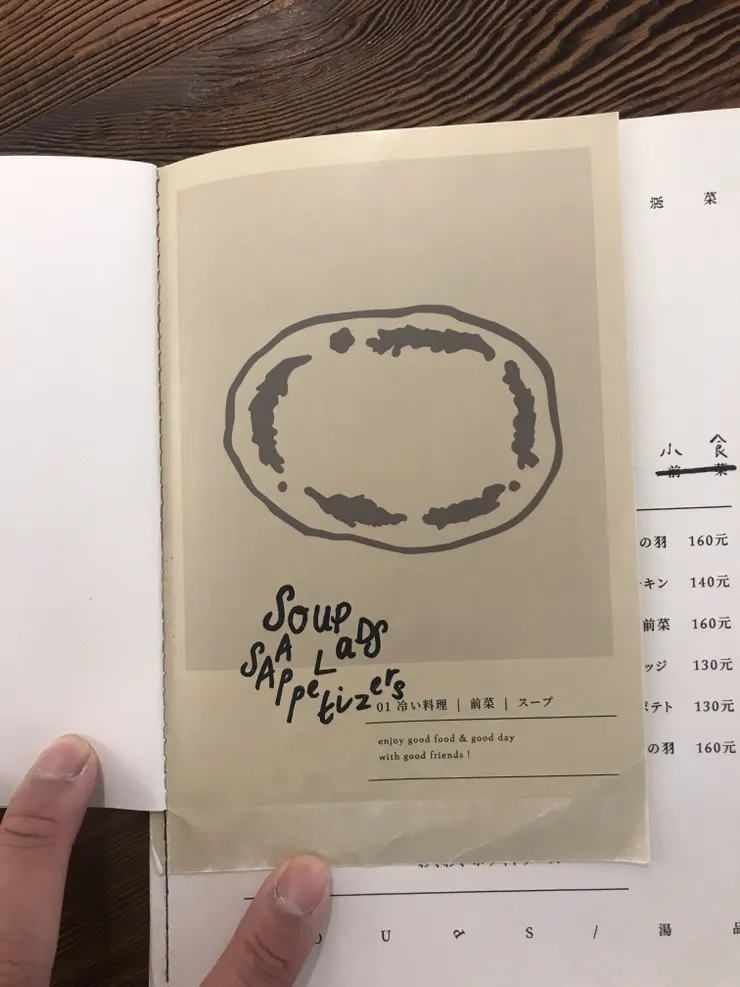 Soup
SALaDS
Appetizers
01 冷い料理 | 前菜 | スープ
enjoy good food & good day
with good friends !
菜
小食
前菜
の羽 160元
キン 140元
前菜 160元
ッジ 130元
ポテト 130元
の羽 160元
U & S / 湯品